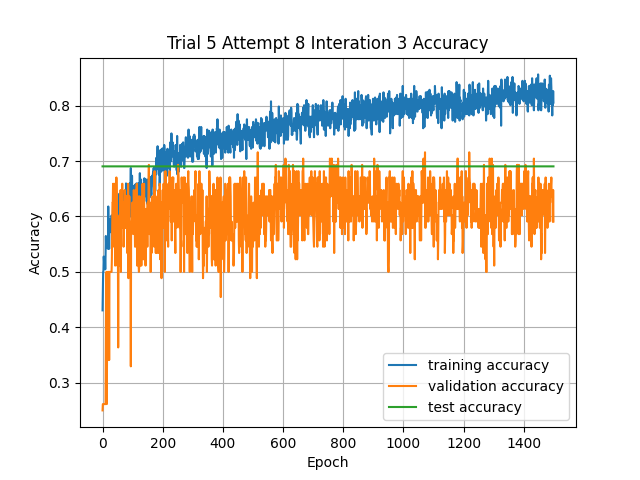 Trial 5 Attempt 8 Interation 3 Accuracy
Accuracy
0.8
0.7
0.6
0.5
0.4
0.3
0
200
400
600
800
1000
1200
1400
Epoch
training accuracy
validation accuracy
test accuracy